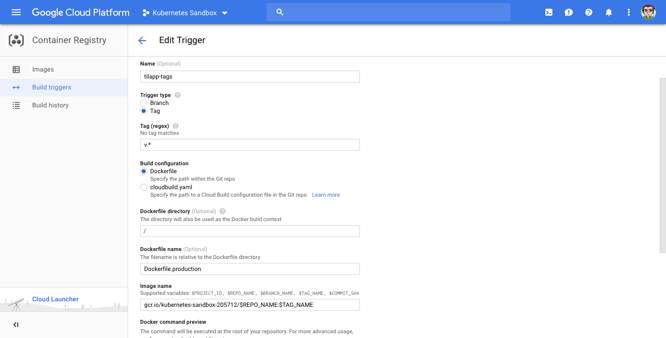 Google Cloud Platform
Kubernetes Sandbox
Container Registry
Edit Trigger
Images
Build triggers
Build history
Name (Optional)
tilapp-tags
Trigger type
Branch
Tag
Tag (regex)
No tag matches
v.*
Build configuration
Dockerfile
Specify the path within the Git repo
cloudbuild.yaml
Specify the path to a Cloud Build configuration file in the Git repo Learn more
Dockerfile directory (Optional)
The directory will also be used as the Docker build context
/
Dockerfile name (Optional)
The filename is relative to the Dockerfile directory
Dockerfile.production
Image name
Supported variables: $PROJECT_ID, $REPO_NAME, $BRANCH_NAME, $TAG_NAME, $COMMIT_SHA
gcr.io/kubernetes-sandbox-205712/$REPO_NAME:$TAG_NAME
Docker command preview
The command will be executed at the root of your repository. For more advanced usage,
Cloud Launcher